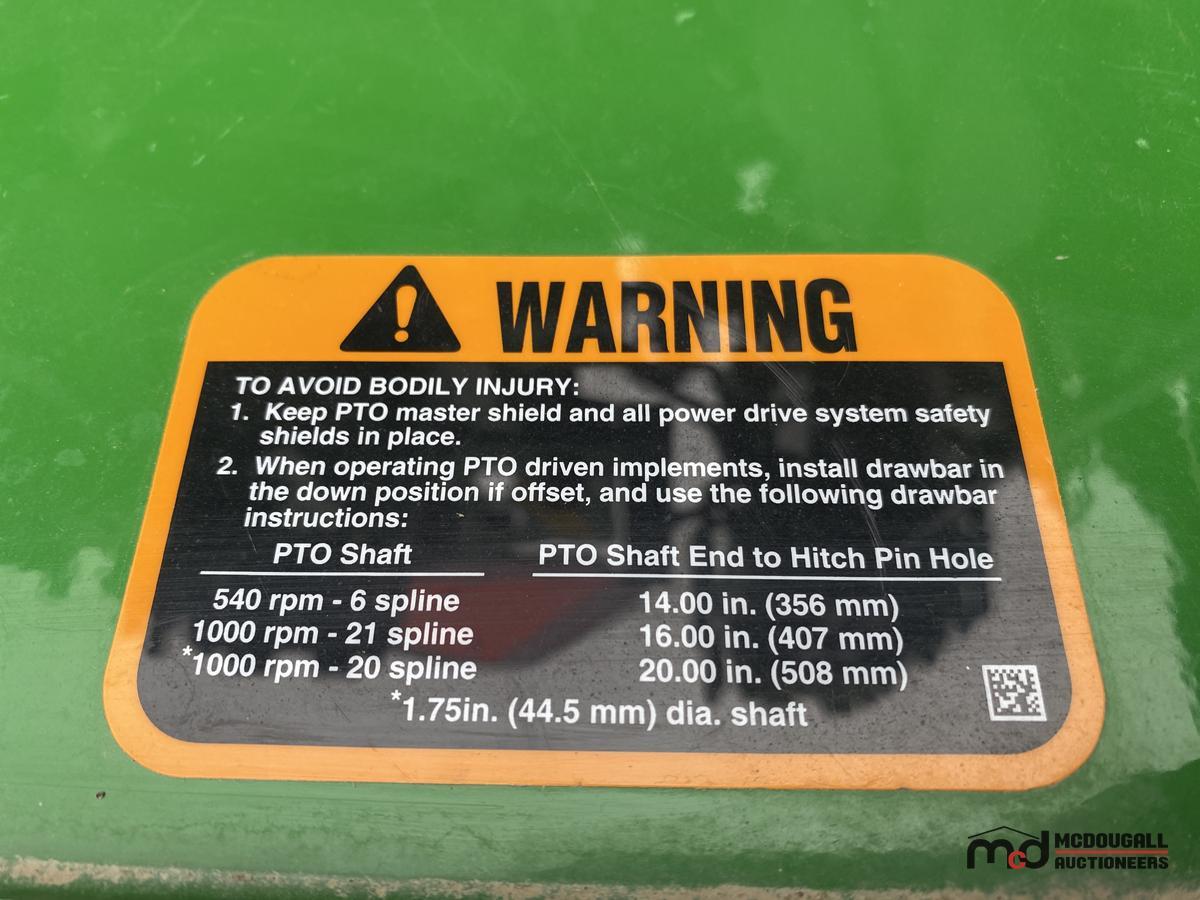 WARNING
TO AVOID BODILY INJURY:
1. Keep PTO master shield and all power drive system safety
shields in place.
2. When operating PTO driven implements, install drawbar in
the down position if offset, and use the following drawbar
instructions:
PTO Shaft PTO Shaft End to Hitch Pin Hole
540 rpm - 6 spline 14.00 in. (356 mm)
1000 rpm - 21 spline 16.00 in. (407 mm)
*1000 rpm - 20 spline 20.00 in. (508 mm)
*1.75in. (44.5 mm) dia. shaft
mcd MCDOUGALL
AUCTIONEERS